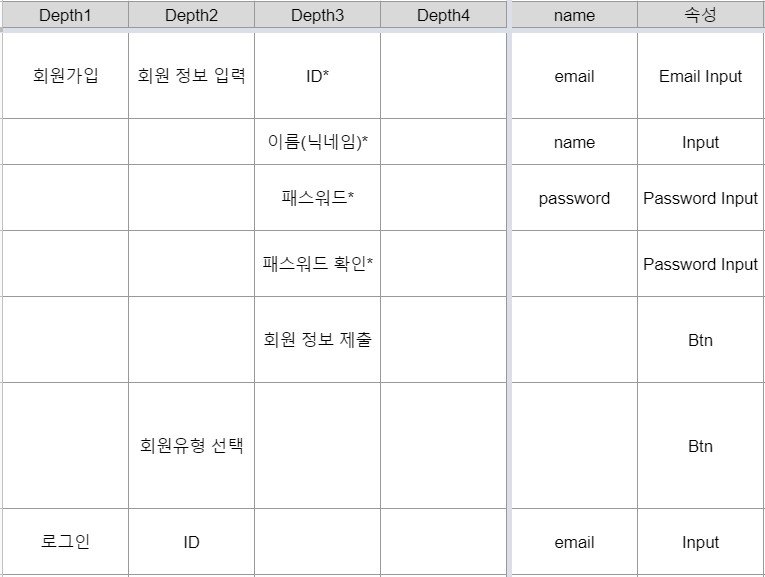 Depth1 Depth2 Depth3 Depth4 name 속성
회원가입 회원 정보 입력 ID* email Email Input
이름(닉네임)* name Input
패스워드* password Password Input
패스워드 확인* Password Input
회원 정보 제출 Btn
회원유형 선택 Btn
로그인 ID email Input